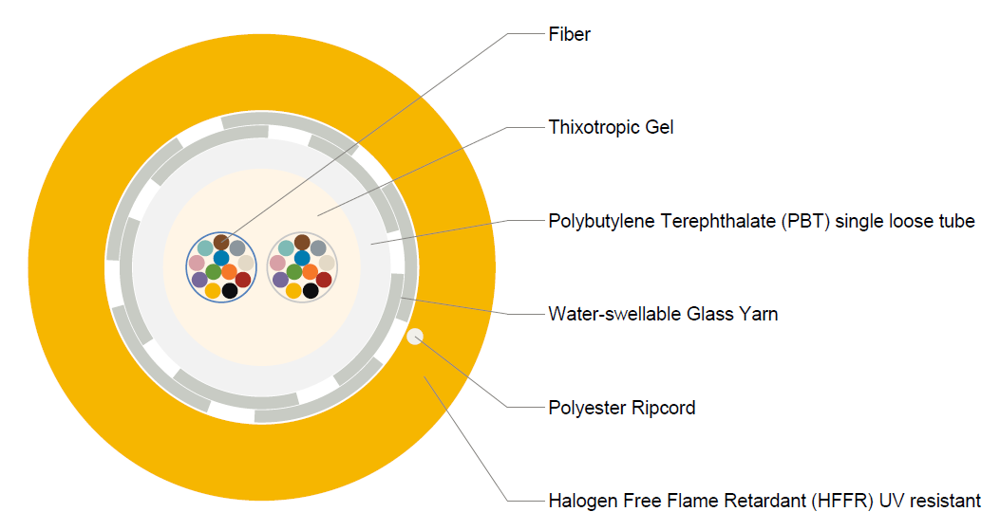 Fiber
Thixotropic Gel
Polybutylene Terephthalate (PBT) single loose tube
Water-swellable Glass Yarn
Polyester Ripcord
Halogen Free Flame Retardant (HFFR) UV resistant